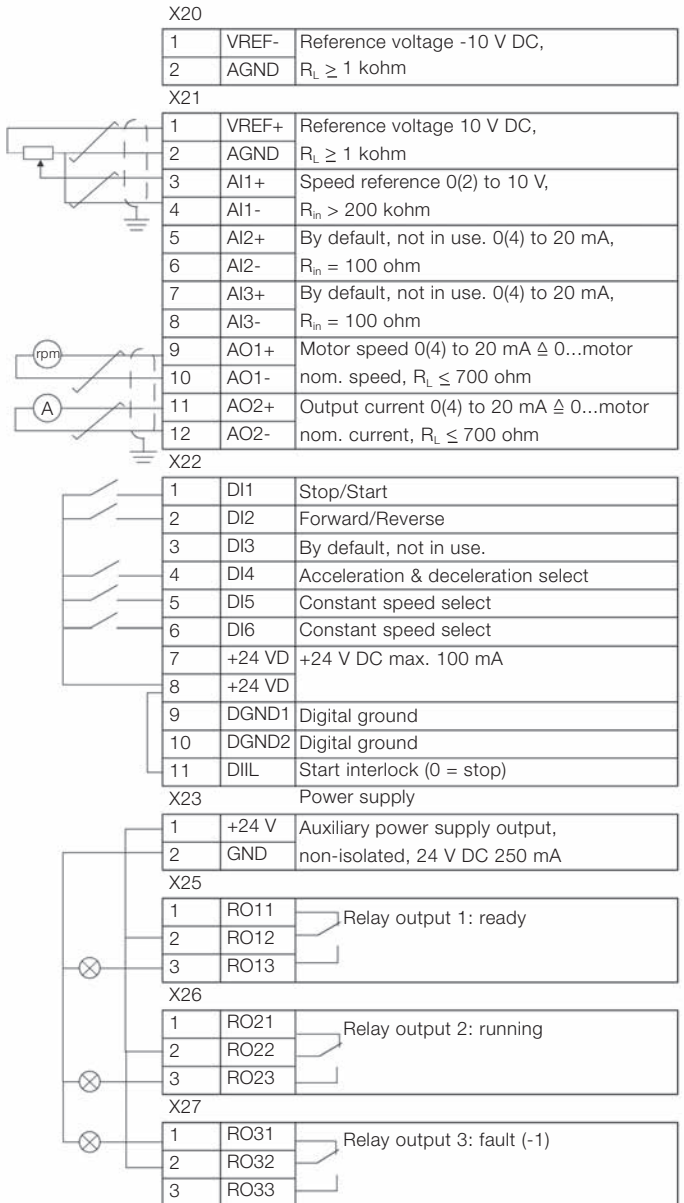 X20
1 VREF- Reference voltage -10 V DC,
2 AGND R_L ≥ 1 kohm
X21
1 VREF+ Reference voltage 10 V DC,
2 AGND R_L ≥ 1 kohm
3 AI1+ Speed reference 0(2) to 10 V,
4 AI1- R_in > 200 kohm
5 AI2+ By default, not in use. 0(4) to 20 mA,
6 AI2- R_in = 100 ohm
7 AI3+ By default, not in use. 0(4) to 20 mA,
8 AI3- R_in = 100 ohm
rpm 9 AO1+ Motor speed 0(4) to 20 mA ≙ 0...motor
10 AO1- nom. speed, R_L ≤ 700 ohm
A 11 AO2+ Output current 0(4) to 20 mA ≙ 0...motor
12 AO2- nom. current, R_L ≤ 700 ohm
X22
1 DI1 Stop/Start
2 DI2 Forward/Reverse
3 DI3 By default, not in use.
4 DI4 Acceleration & deceleration select
5 DI5 Constant speed select
6 DI6 Constant speed select
7 +24 VD +24 V DC max. 100 mA
8 +24 VD
9 DGND1 Digital ground
10 DGND2 Digital ground
11 DIIL Start interlock (0 = stop)
X23 Power supply
1 +24 V Auxiliary power supply output,
2 GND non-isolated, 24 V DC 250 mA
X25
1 RO11 Relay output 1: ready
2 RO12
3 RO13
X26
1 RO21 Relay output 2: running
2 RO22
3 RO23
X27
1 RO31 Relay output 3: fault (-1)
2 RO32
3 RO33